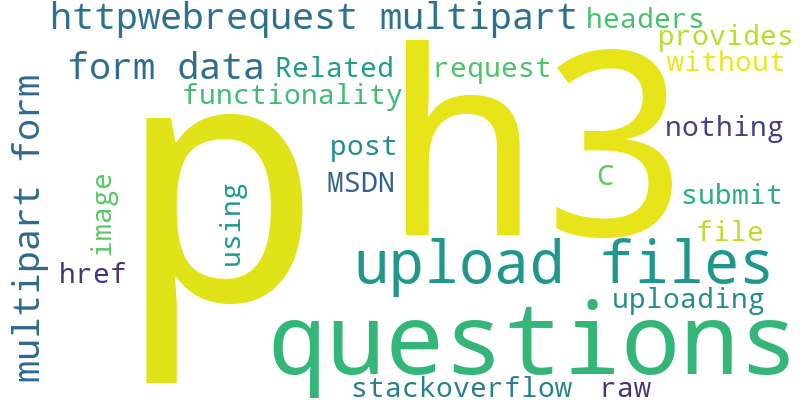 httpwebrequest multipart
headers
provides
form data
Related
request
without
functionality
p
h3
multipart form
nothing
post
MSDN
C
image
using
submit
file
href
upload files
uploading
questions
stackoverflow
raw